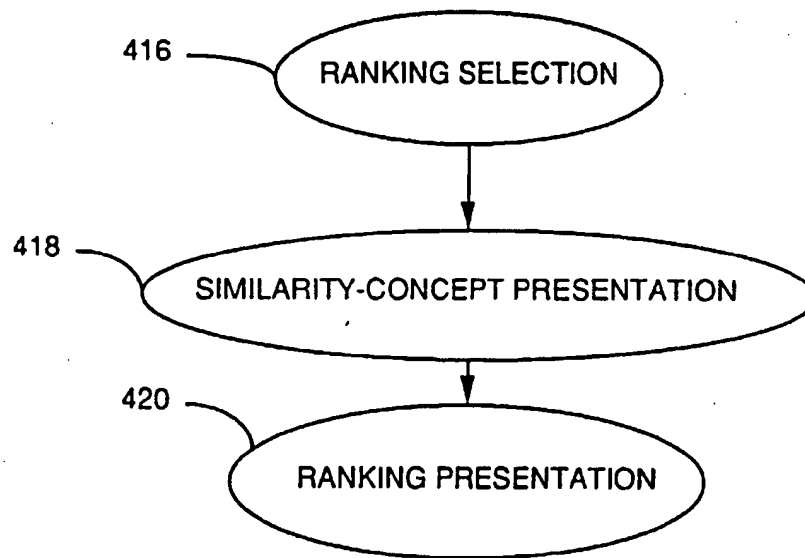 416
RANKING SELECTION
418
SIMILARITY-CONCEPT PRESENTATION
420
RANKING PRESENTATION